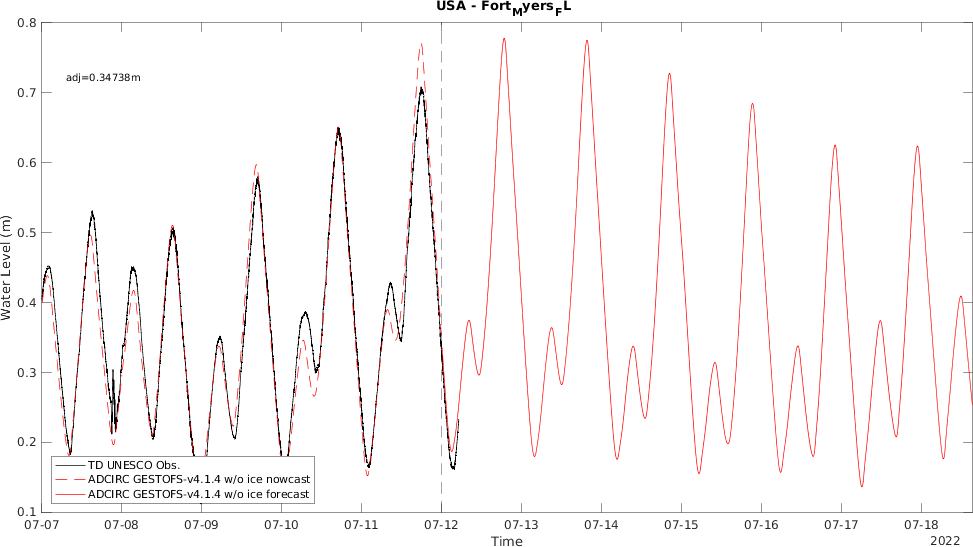 USA - Fort_Myers_FL
adj=0.34738m
Water Level (m)
0.8
0.7
0.6
0.5
0.4
0.3
0.2
0.1
TD UNESCO Obs.
ADCIRC GESTOFS-v4.1.4 w/o ice nowcast
ADCIRC GESTOFS-v4.1.4 w/o ice forecast
07-07 07-08 07-09 07-10 07-11 07-12 07-13 07-14 07-15 07-16 07-17 07-18
Time
2022